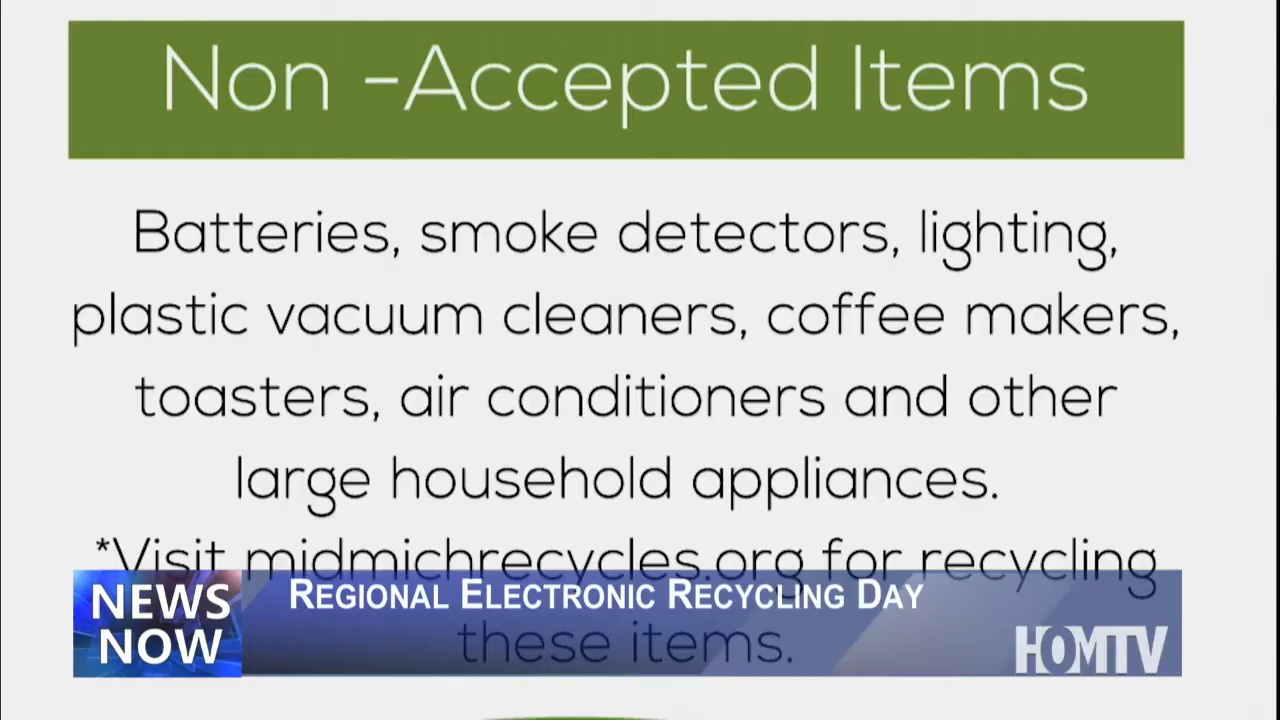 Non -Accepted Items
Batteries, smoke detectors, lighting,
plastic vacuum cleaners, coffee makers,
toasters, air conditioners and other
large household appliances.
*Visit midmichrecycles.org for recycling
these items.
NEWS
NOW
REGIONAL ELECTRONIC RECYCLING DAY
HOMTV